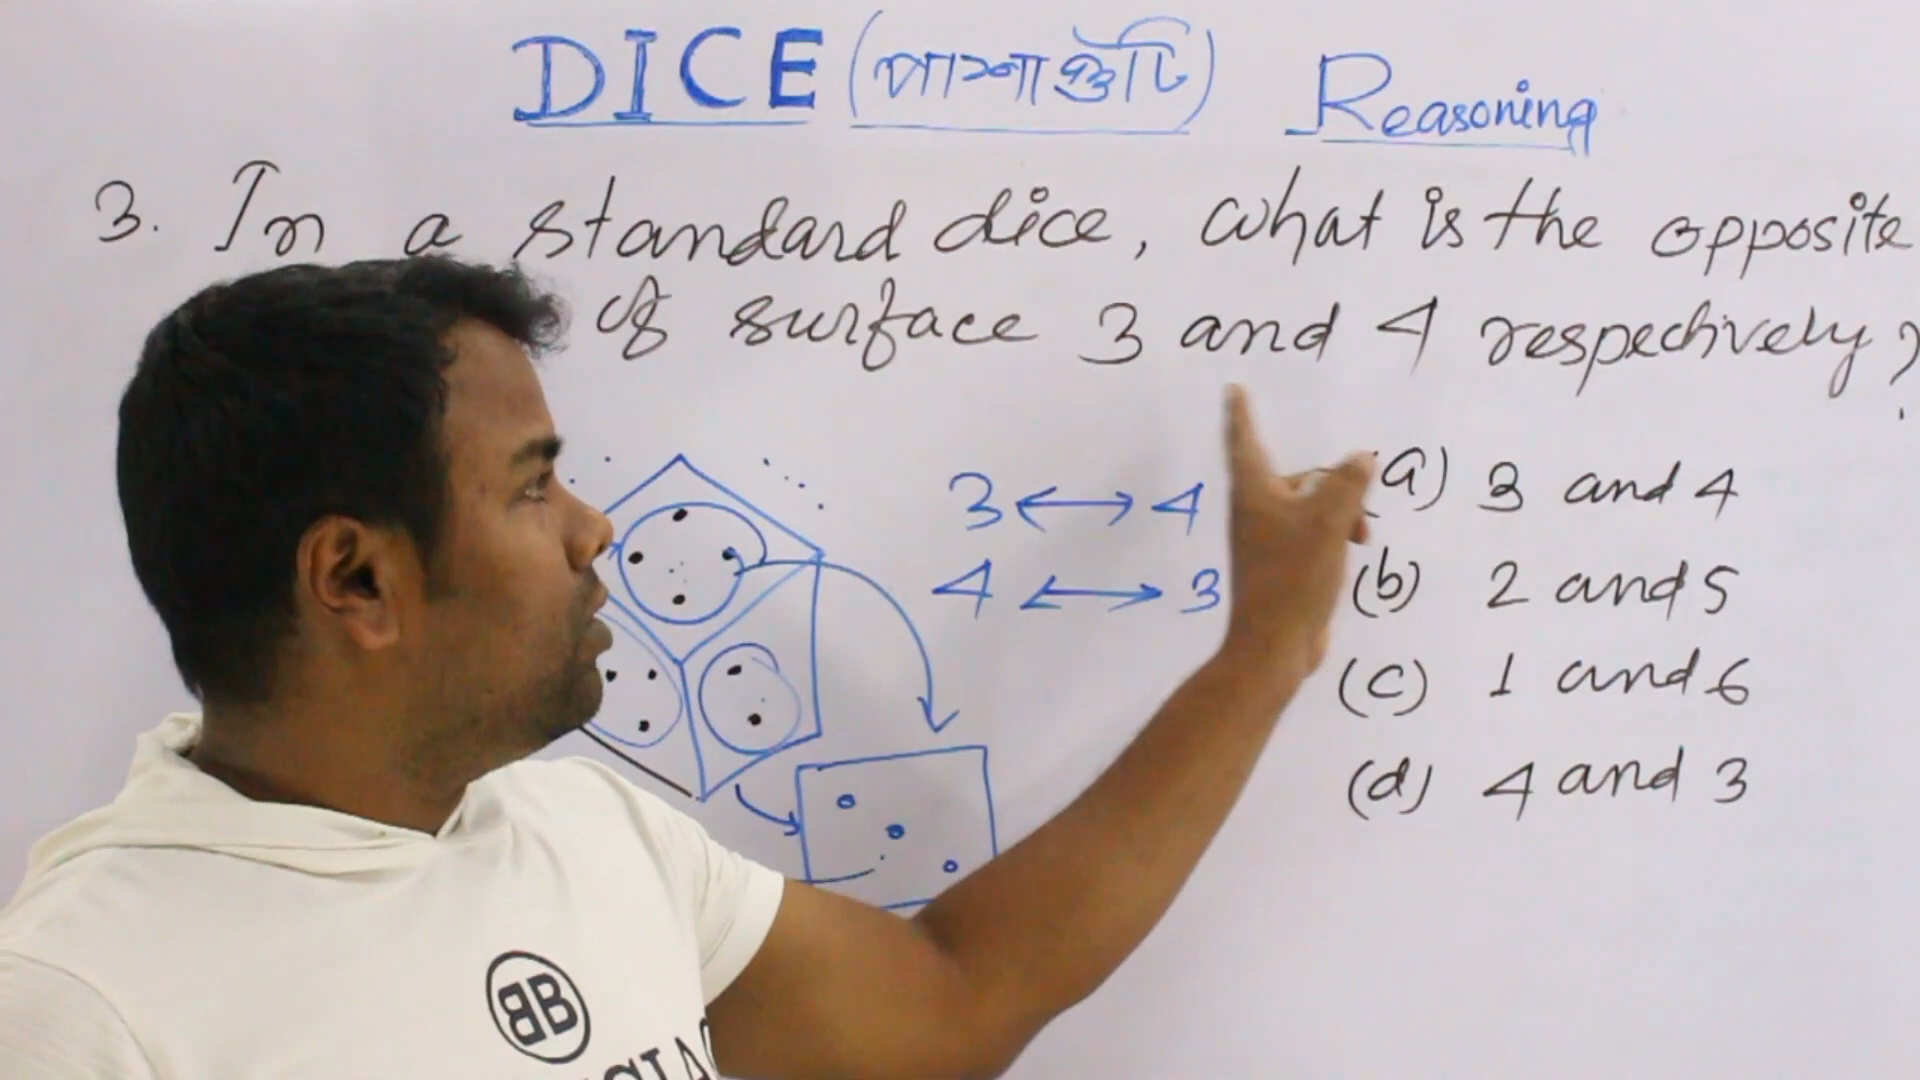 DICE (পাশা গুটি) Reasoning
3. In a standard dice, what is the opposite
of surface 3 and 4 respectively?
3 ↔ 4
4 ↔ 3
(a) 3 and 4
(b) 2 and 5
(c) 1 and 6
(d) 4 and 3
BB